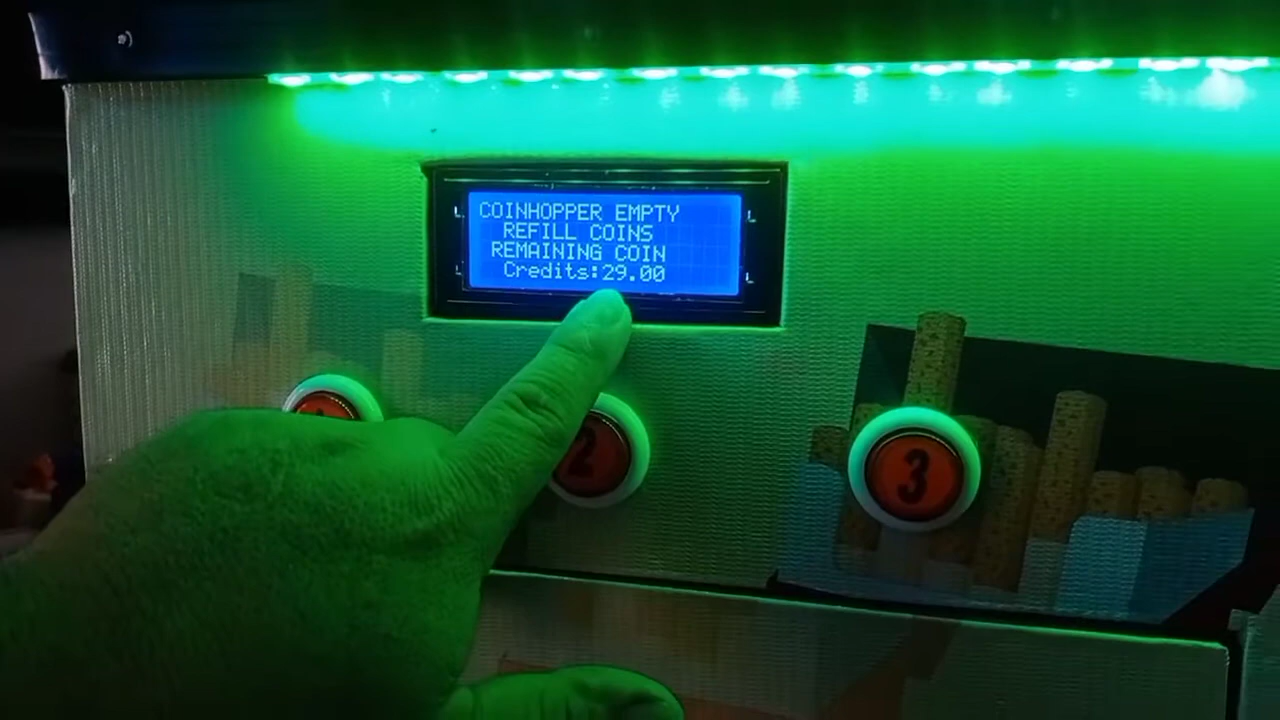 COINHOPPER EMPTY
REFILL COINS
REMAINING COIN
Credits:29.00
2
3